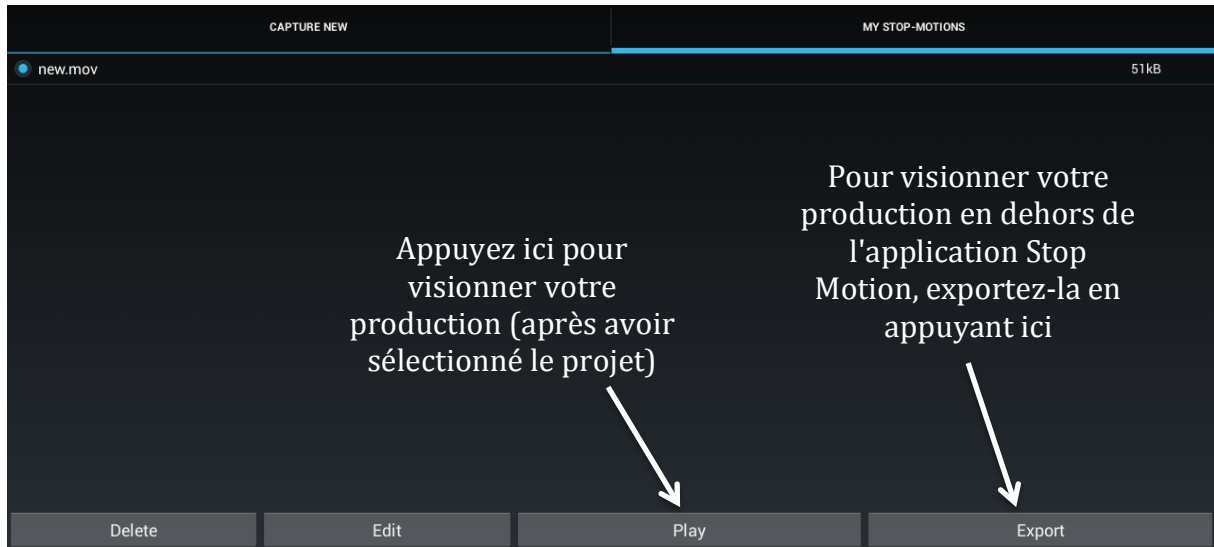 CAPTURE NEW
MY STOP-MOTIONS
new.mov
51kB
Pour visionner votre
production en dehors de
l'application Stop
Motion, exportez-la en
appuyant ici
Appuyez ici pour
visionner votre
production (après avoir
sélectionné le projet)
Delete
Edit
Play
Export